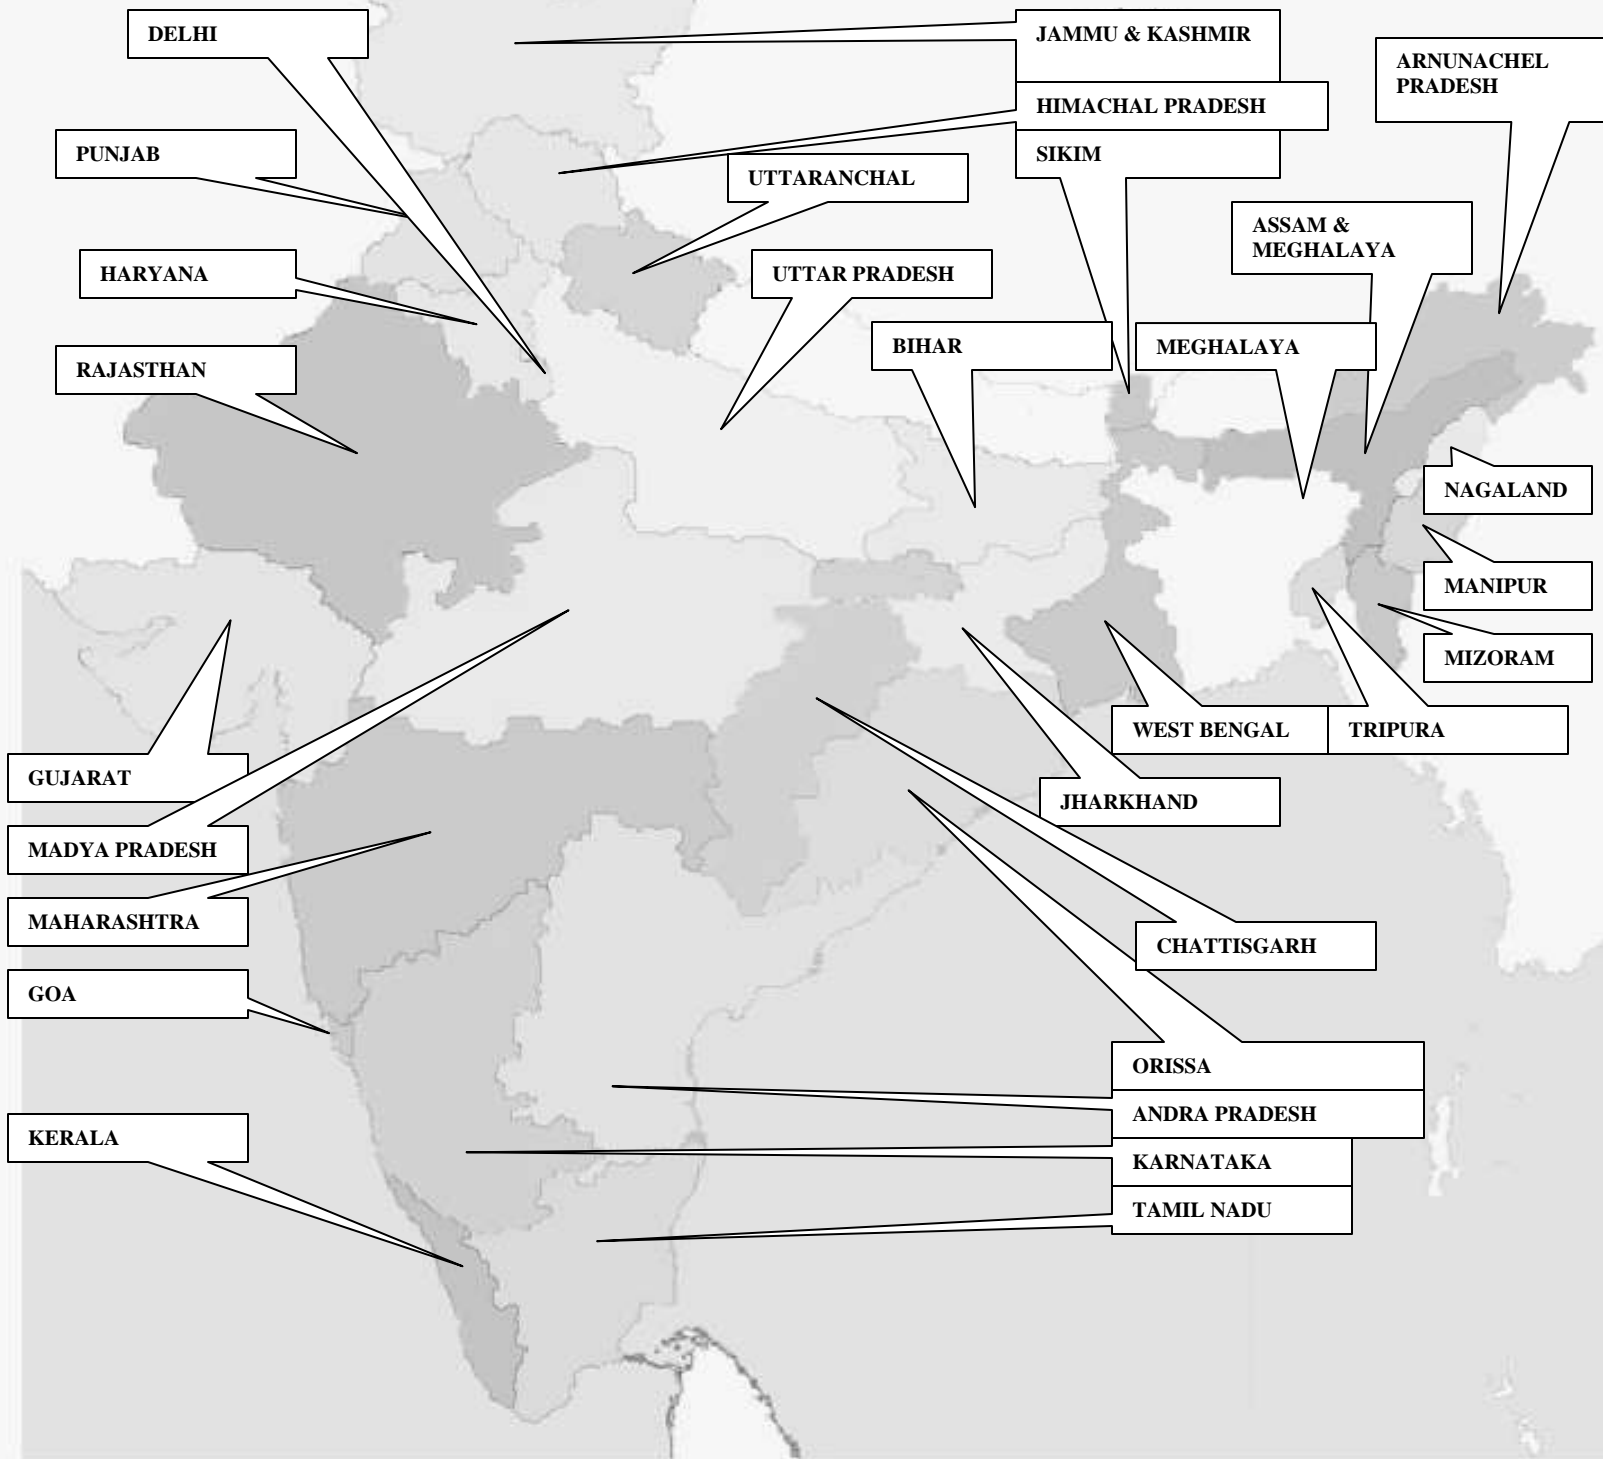 DELHI
JAMMU & KASHMIR
ARNUNACHEL
PRADESH
HIMACHAL PRADESH
PUNJAB
SIKIM
UTTARANCHAL
ASSAM &
MEGHALAYA
HARYANA
UTTAR PRADESH
BIHAR
MEGHALAYA
RAJASTHAN
NAGALAND
MANIPUR
MIZORAM
WEST BENGAL
TRIPURA
GUJARAT
JHARKHAND
MADYA PRADESH
MAHARASHTRA
CHATTISGARH
GOA
ORISSA
ANDRA PRADESH
KERALA
KARNATAKA
TAMIL NADU